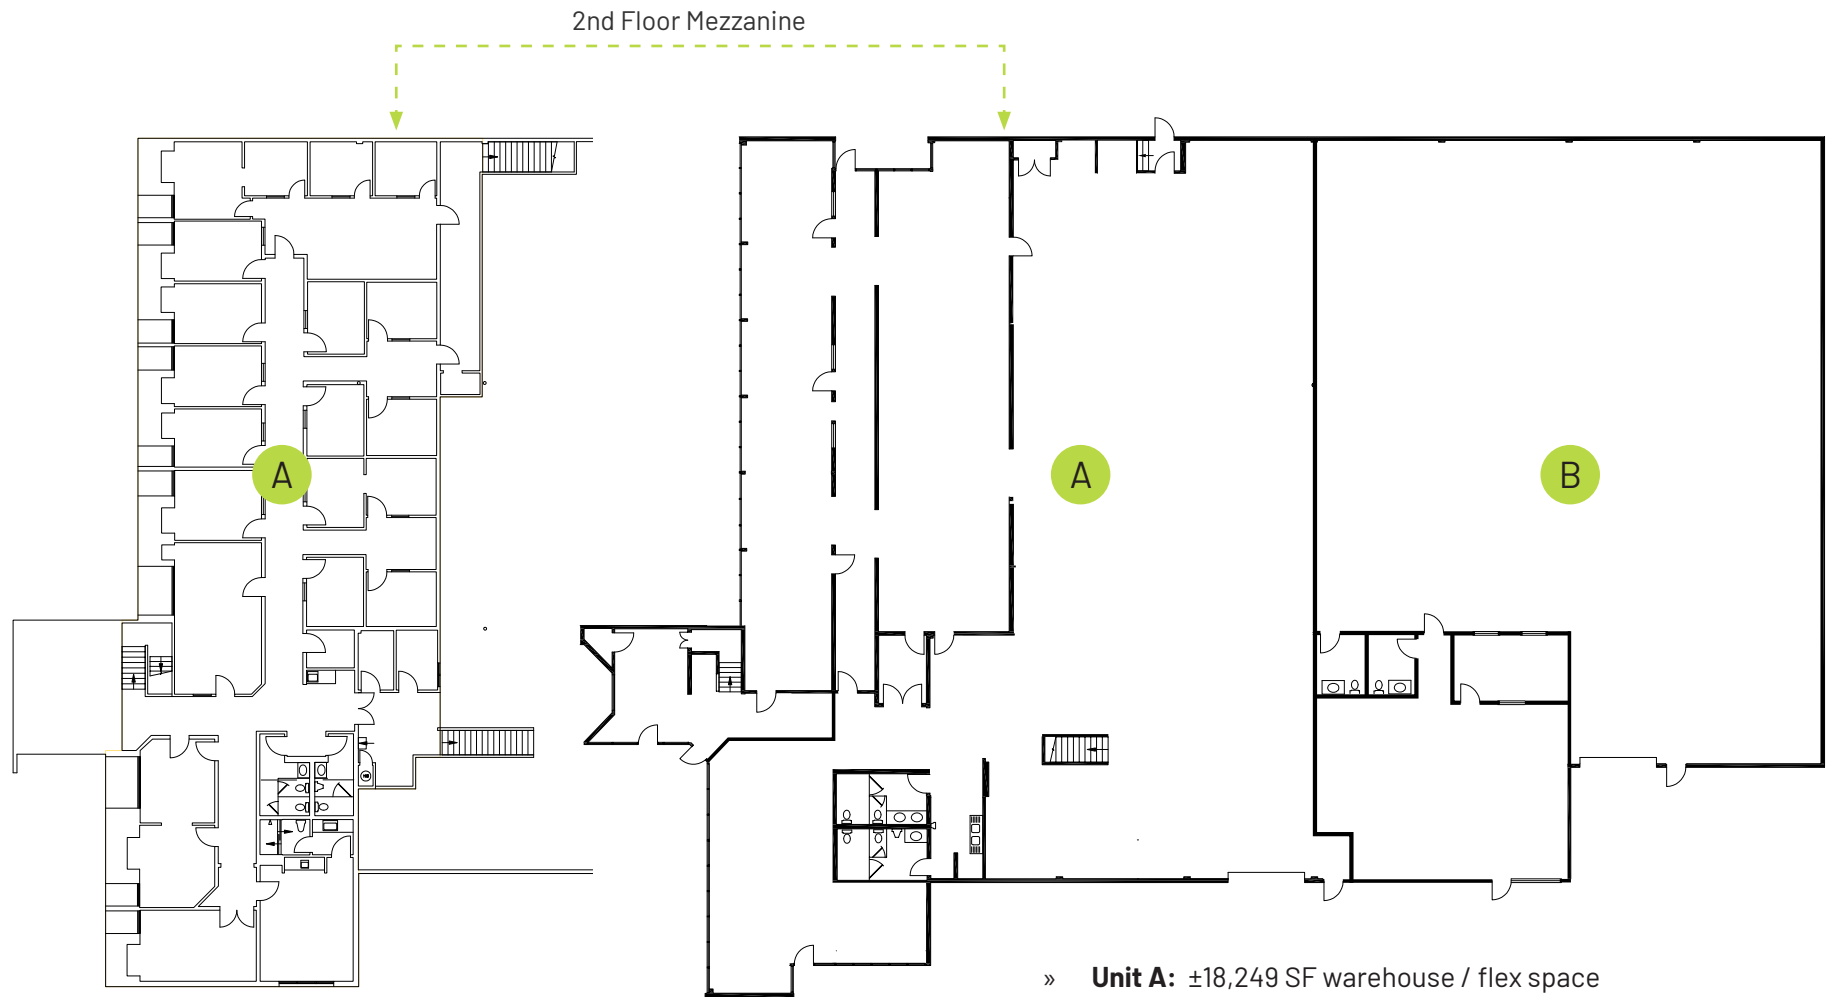 2nd Floor Mezzanine
A
A
B
» Unit A: ±18,249 SF warehouse / flex space